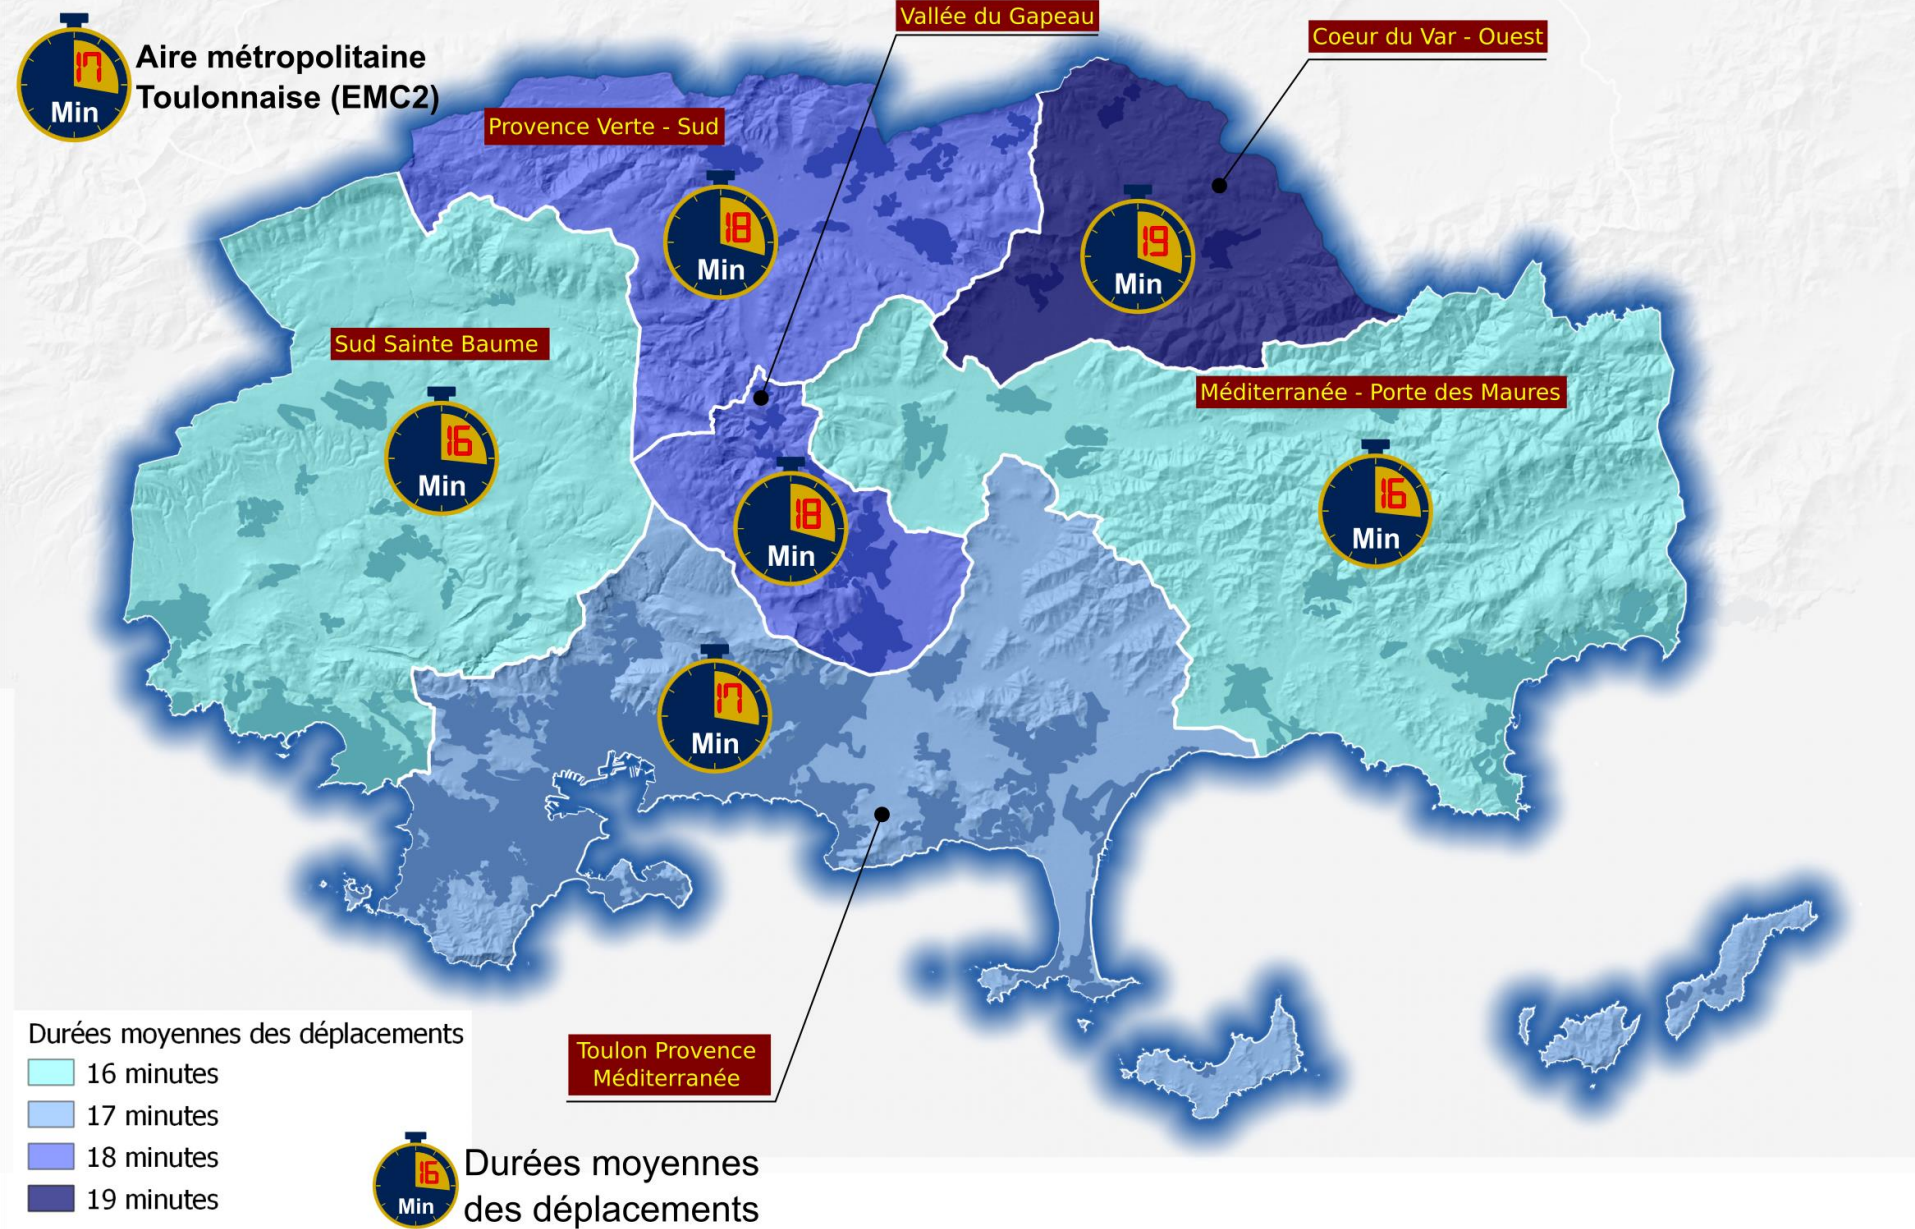 17
Min
Aire métropolitaine
Toulonnaise (EMC2)
Vallée du Gapeau
Coeur du Var - Ouest
Provence Verte - Sud
18
Min
19
Min
Sud Sainte Baume
16
Min
Méditerranée - Porte des Maures
16
Min
18
Min
17
Min
Toulon Provence
Méditerranée
Durées moyennes des déplacements
16 minutes
17 minutes
18 minutes
19 minutes
16
Min
Durées moyennes
des déplacements